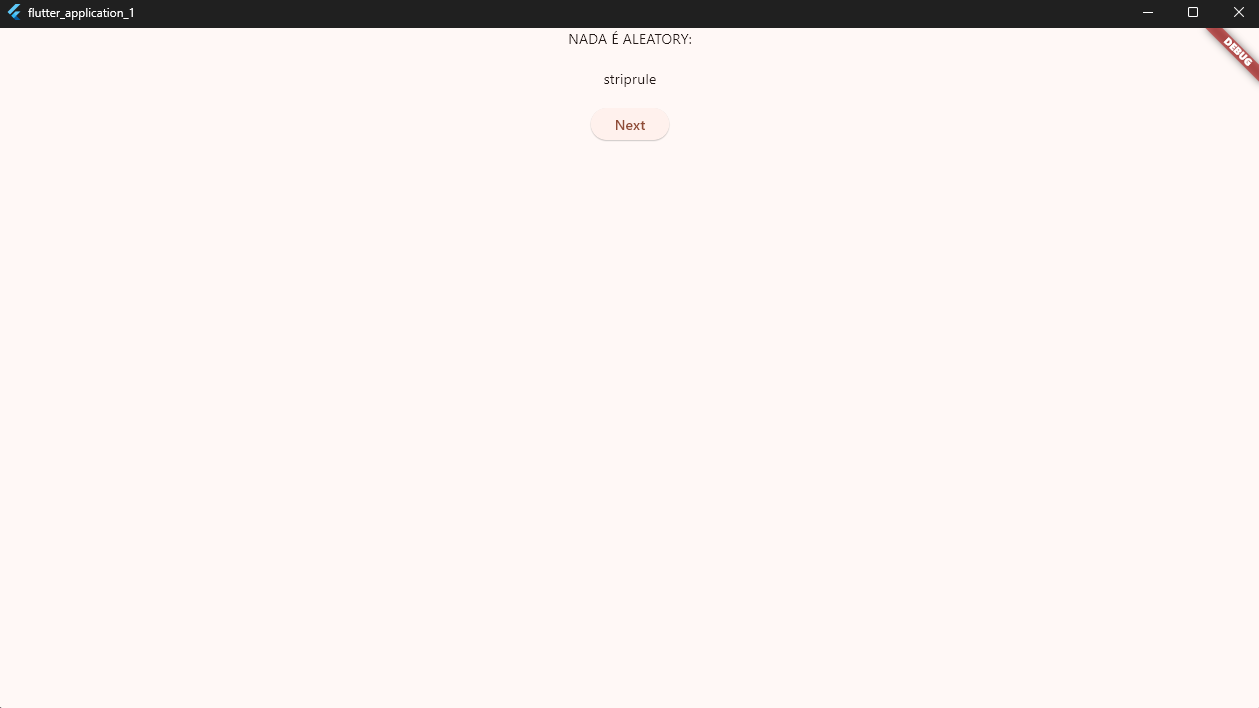 flutter_application_1
DEBUG
NADA É ALEATORY:
striprule
Next